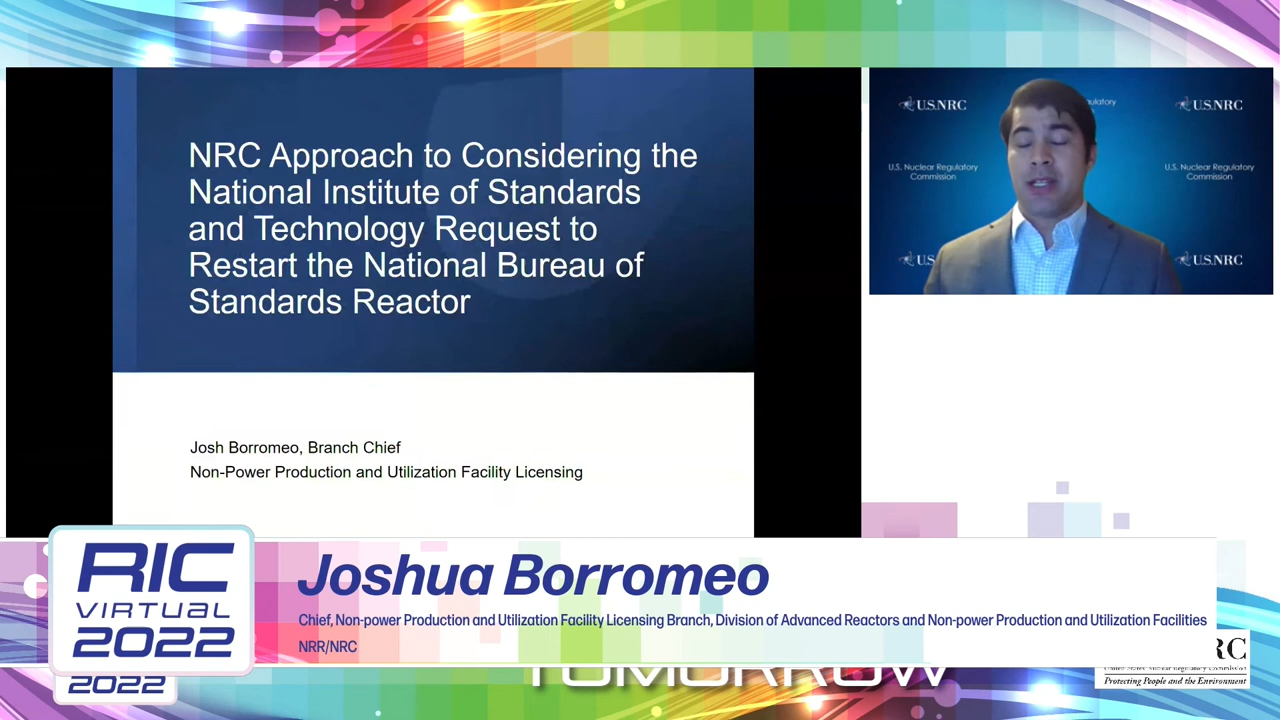 NRC Approach to Considering the
National Institute of Standards
and Technology Request to
Restart the National Bureau of
Standards Reactor
Josh Borromeo, Branch Chief
Non-Power Production and Utilization Facility Licensing
U.S.NRC
U.S.NRC
U.S. Nuclear Regulatory
Commission
U.S. Nuclear Regulatory
Commission
U.S.NRC
RIC
VIRTUAL
2022
Joshua Borromeo
Chief, Non-power Production and Utilization Facility Licensing Branch, Division of Advanced Reactors and Non-power Production and Utilization Facilities
NRR/NRC
2022
TOMORROW
Protecting People and the Environment